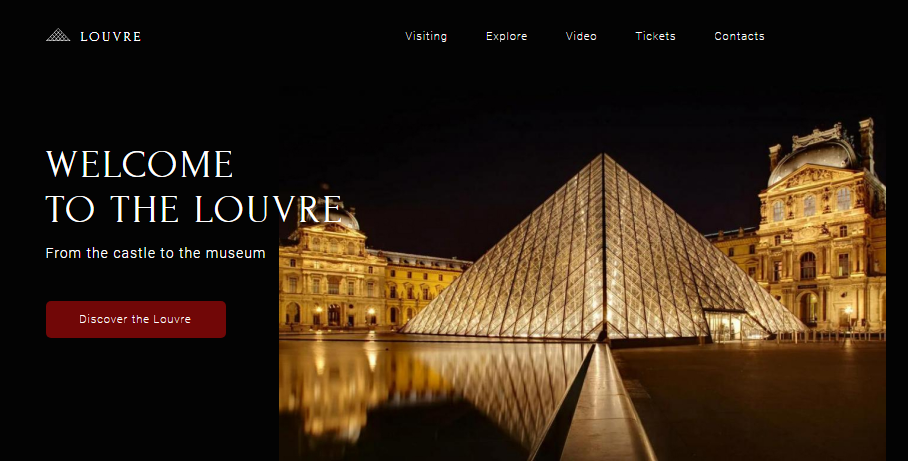 LOUVRE
Visiting Explore Video Tickets Contacts
WELCOME
TO THE LOUVRE
From the castle to the museum
Discover the Louvre